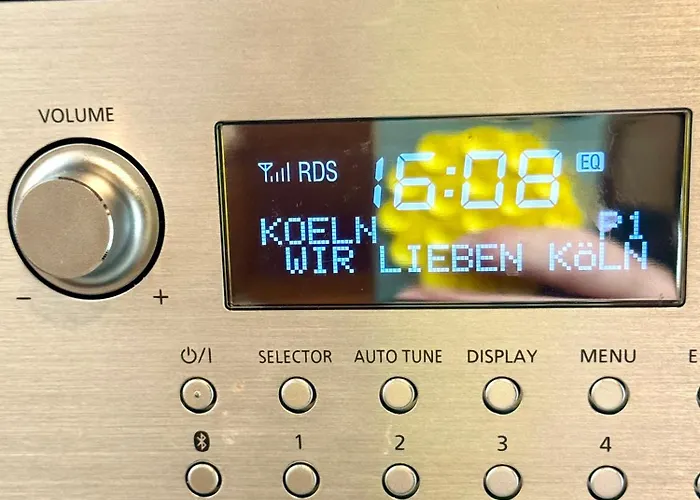 VOLUME
RDS 16:08 EQ
KOELN P1
WIR LIEBEN KöLN
- +
⏻/I SELECTOR AUTO TUNE DISPLAY MENU E
1 2 3 4